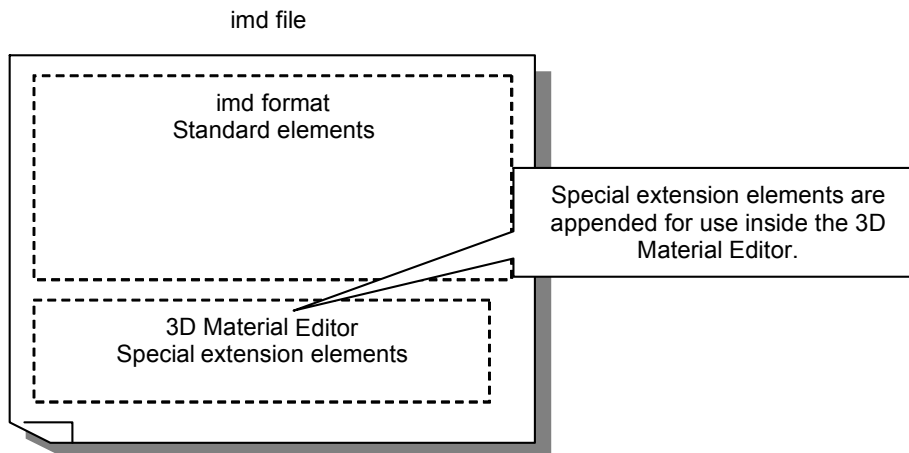 imd file
imd format
Standard elements
Special extension elements are
appended for use inside the 3D
Material Editor.
3D Material Editor
Special extension elements